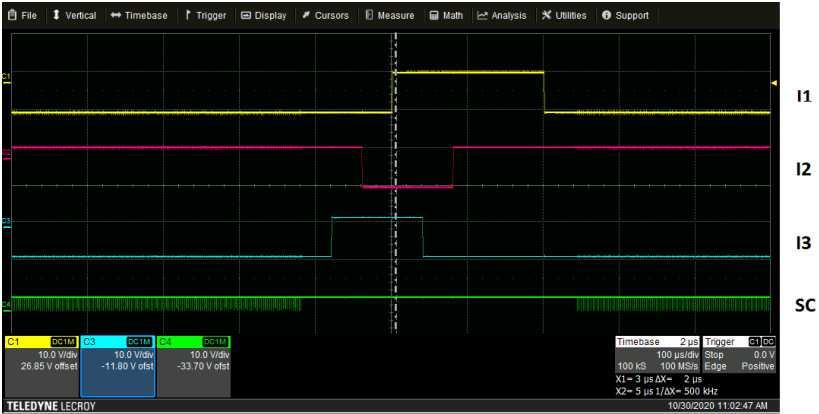 File Vertical Timebase Trigger Display Cursors Measure Math Analysis Utilities Support
C1
I1
C2
I2
C3
I3
C4
SC
C1 DC1M C3 DC1M C4 DC1M
10.0 V/div 10.0 V/div 10.0 V/div
26.85 V offset -11.80 V ofst -33.70 V ofst
Timebase 2 µs Trigger C1 DC
100 µs/div Stop 0.0 V
100 kS 100 MS/s Edge Positive
X1= 3 µs ΔX= 2 µs
X2= 5 µs 1/ΔX= 500 kHz
TELEDYNE LECROY 10/30/2020 11:02:47 AM